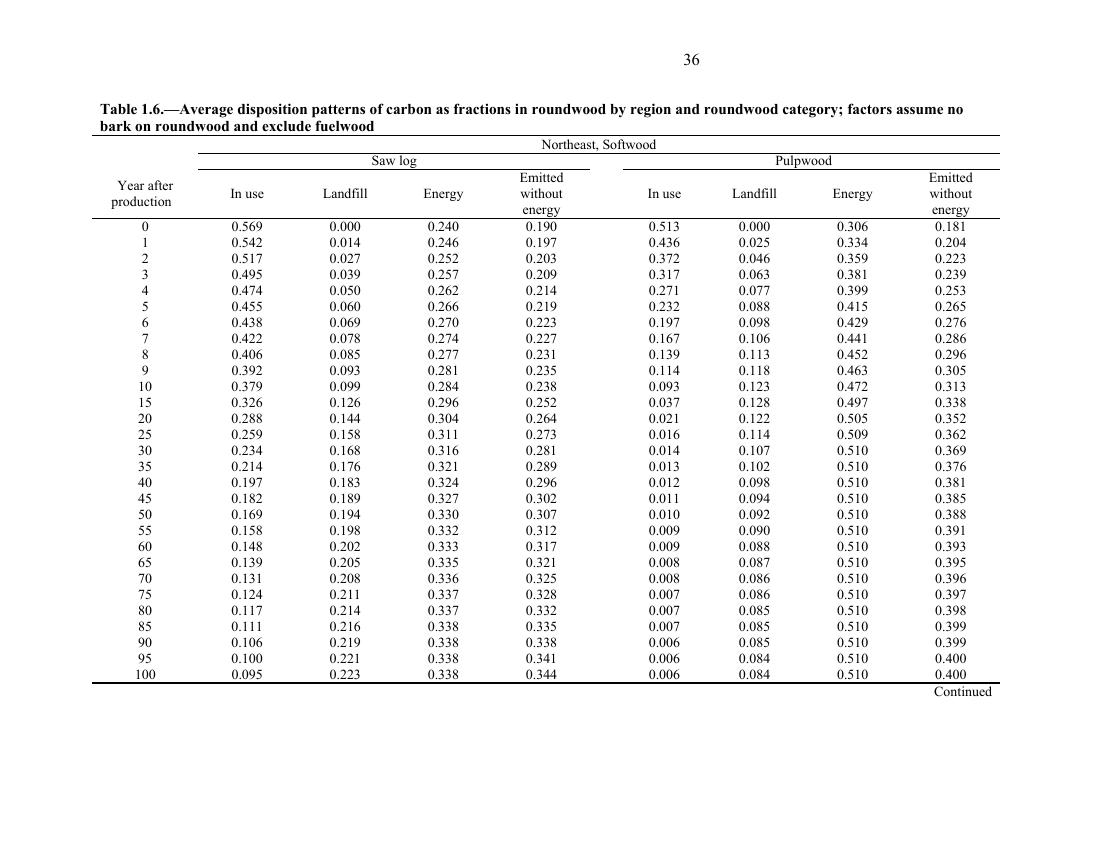 36
Table 1.6.—Average disposition patterns of carbon as fractions in roundwood by region and roundwood category; factors assume no
bark on roundwood and exclude fuelwood
Northeast, Softwood
Saw log Pulpwood
Year after production In use Landfill Energy Emitted without energy In use Landfill Energy Emitted without energy
0 0.569 0.000 0.240 0.190 0.513 0.000 0.306 0.181
1 0.542 0.014 0.246 0.197 0.436 0.025 0.334 0.204
2 0.517 0.027 0.252 0.203 0.372 0.046 0.359 0.223
3 0.495 0.039 0.257 0.209 0.317 0.063 0.381 0.239
4 0.474 0.050 0.262 0.214 0.271 0.077 0.399 0.253
5 0.455 0.060 0.266 0.219 0.232 0.088 0.415 0.265
6 0.438 0.069 0.270 0.223 0.197 0.098 0.429 0.276
7 0.422 0.078 0.274 0.227 0.167 0.106 0.441 0.286
8 0.406 0.085 0.277 0.231 0.139 0.113 0.452 0.296
9 0.392 0.093 0.281 0.235 0.114 0.118 0.463 0.305
10 0.379 0.099 0.284 0.238 0.093 0.123 0.472 0.313
15 0.326 0.126 0.296 0.252 0.037 0.128 0.497 0.338
20 0.288 0.144 0.304 0.264 0.021 0.122 0.505 0.352
25 0.259 0.158 0.311 0.273 0.016 0.114 0.509 0.362
30 0.234 0.168 0.316 0.281 0.014 0.107 0.510 0.369
35 0.214 0.176 0.321 0.289 0.013 0.102 0.510 0.376
40 0.197 0.183 0.324 0.296 0.012 0.098 0.510 0.381
45 0.182 0.189 0.327 0.302 0.011 0.094 0.510 0.385
50 0.169 0.194 0.330 0.307 0.010 0.092 0.510 0.388
55 0.158 0.198 0.332 0.312 0.009 0.090 0.510 0.391
60 0.148 0.202 0.333 0.317 0.009 0.088 0.510 0.393
65 0.139 0.205 0.335 0.321 0.008 0.087 0.510 0.395
70 0.131 0.208 0.336 0.325 0.008 0.086 0.510 0.396
75 0.124 0.211 0.337 0.328 0.007 0.086 0.510 0.397
80 0.117 0.214 0.337 0.332 0.007 0.085 0.510 0.398
85 0.111 0.216 0.338 0.335 0.007 0.085 0.510 0.399
90 0.106 0.219 0.338 0.338 0.006 0.085 0.510 0.399
95 0.100 0.221 0.338 0.341 0.006 0.084 0.510 0.400
100 0.095 0.223 0.338 0.344 0.006 0.084 0.510 0.400
Continued